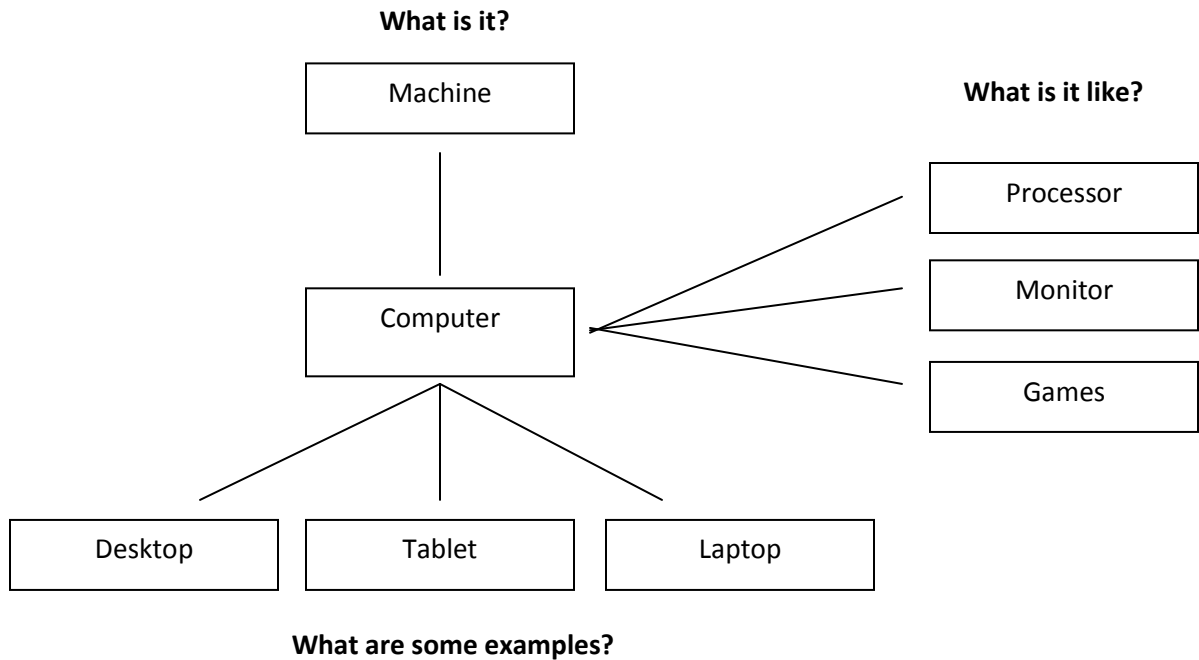 What is it?
Machine
What is it like?
Processor
Monitor
Computer
Games
Desktop Tablet Laptop
What are some examples?